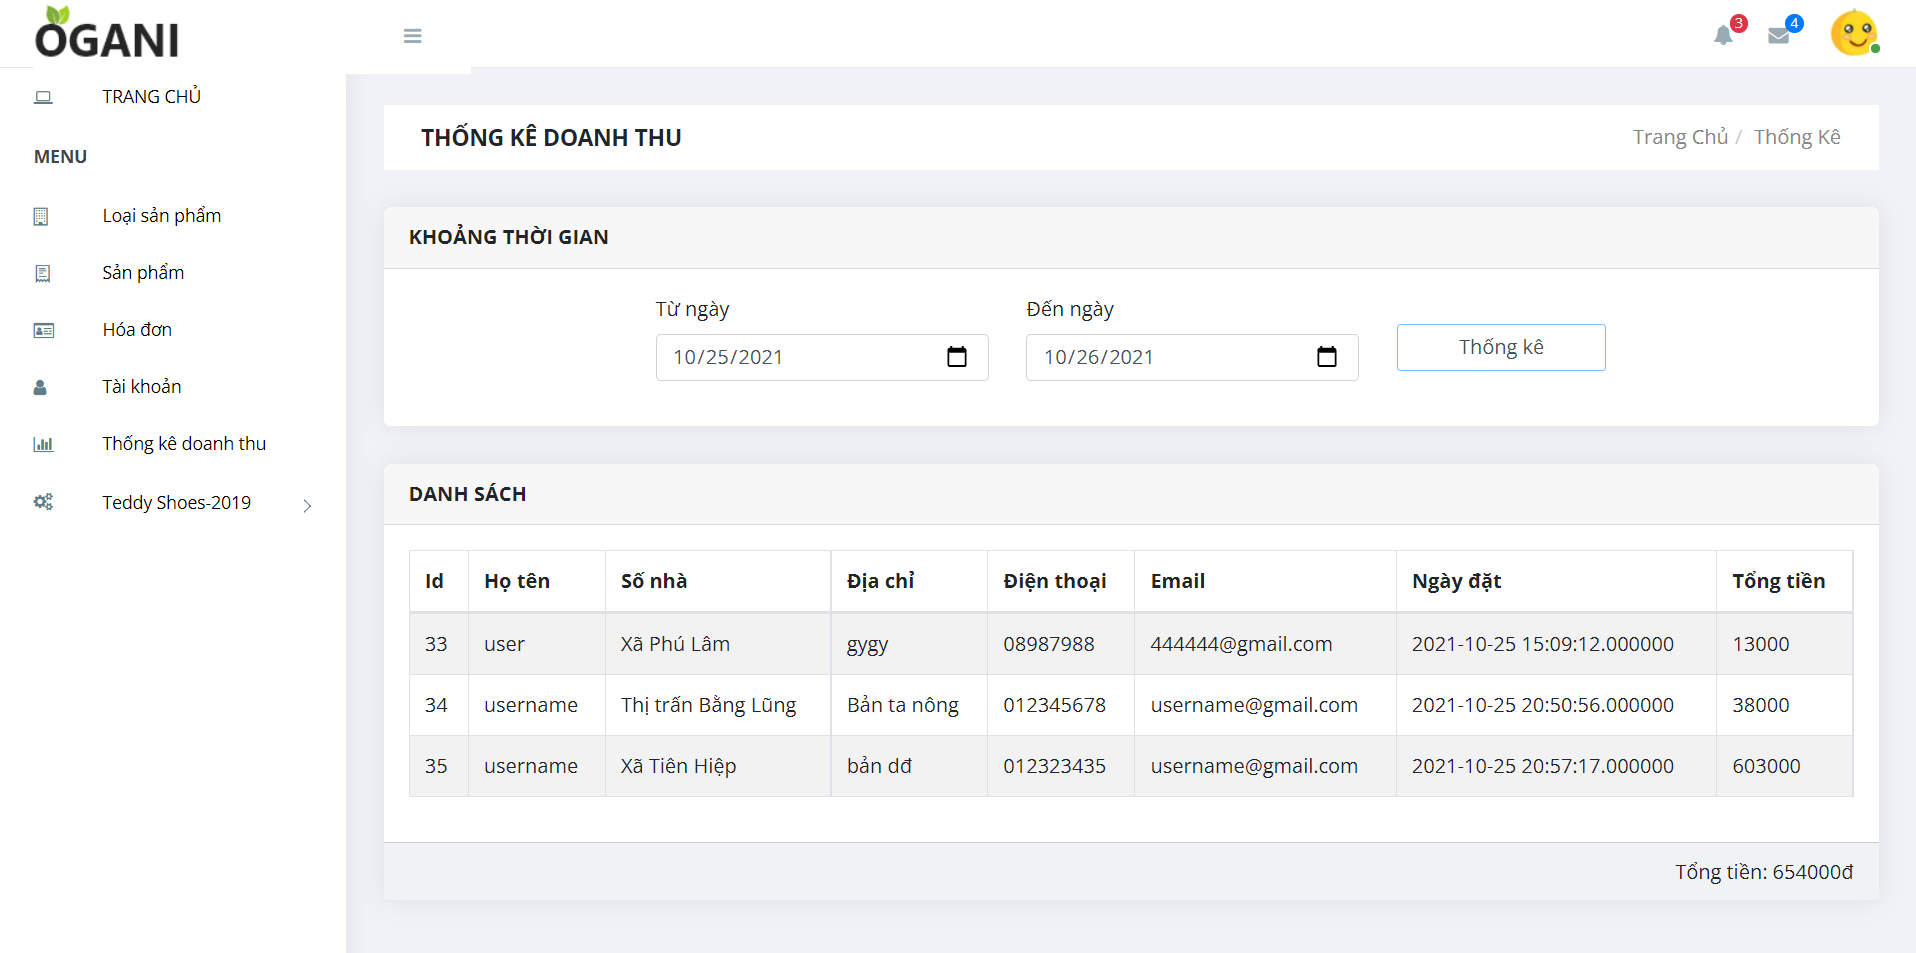 OGANI
3
4
TRANG CHỦ
MENU
Loại sản phẩm
Sản phẩm
Hóa đơn
Tài khoản
Thống kê doanh thu
Teddy Shoes-2019
THỐNG KÊ DOANH THU
Trang Chủ / Thống Kê
KHOẢNG THỜI GIAN
Từ ngày
Đến ngày
10/25/2021
10/26/2021
Thống kê
DANH SÁCH
Id Họ tên Số nhà Địa chỉ Điện thoại Email Ngày đặt Tổng tiền
33 user Xã Phú Lâm gygy 08987988 444444@gmail.com 2021-10-25 15:09:12.000000 13000
34 username Thị trấn Bằng Lũng Bản ta nông 012345678 username@gmail.com 2021-10-25 20:50:56.000000 38000
35 username Xã Tiên Hiệp bản dđ 012323435 username@gmail.com 2021-10-25 20:57:17.000000 603000
Tổng tiền: 654000đ